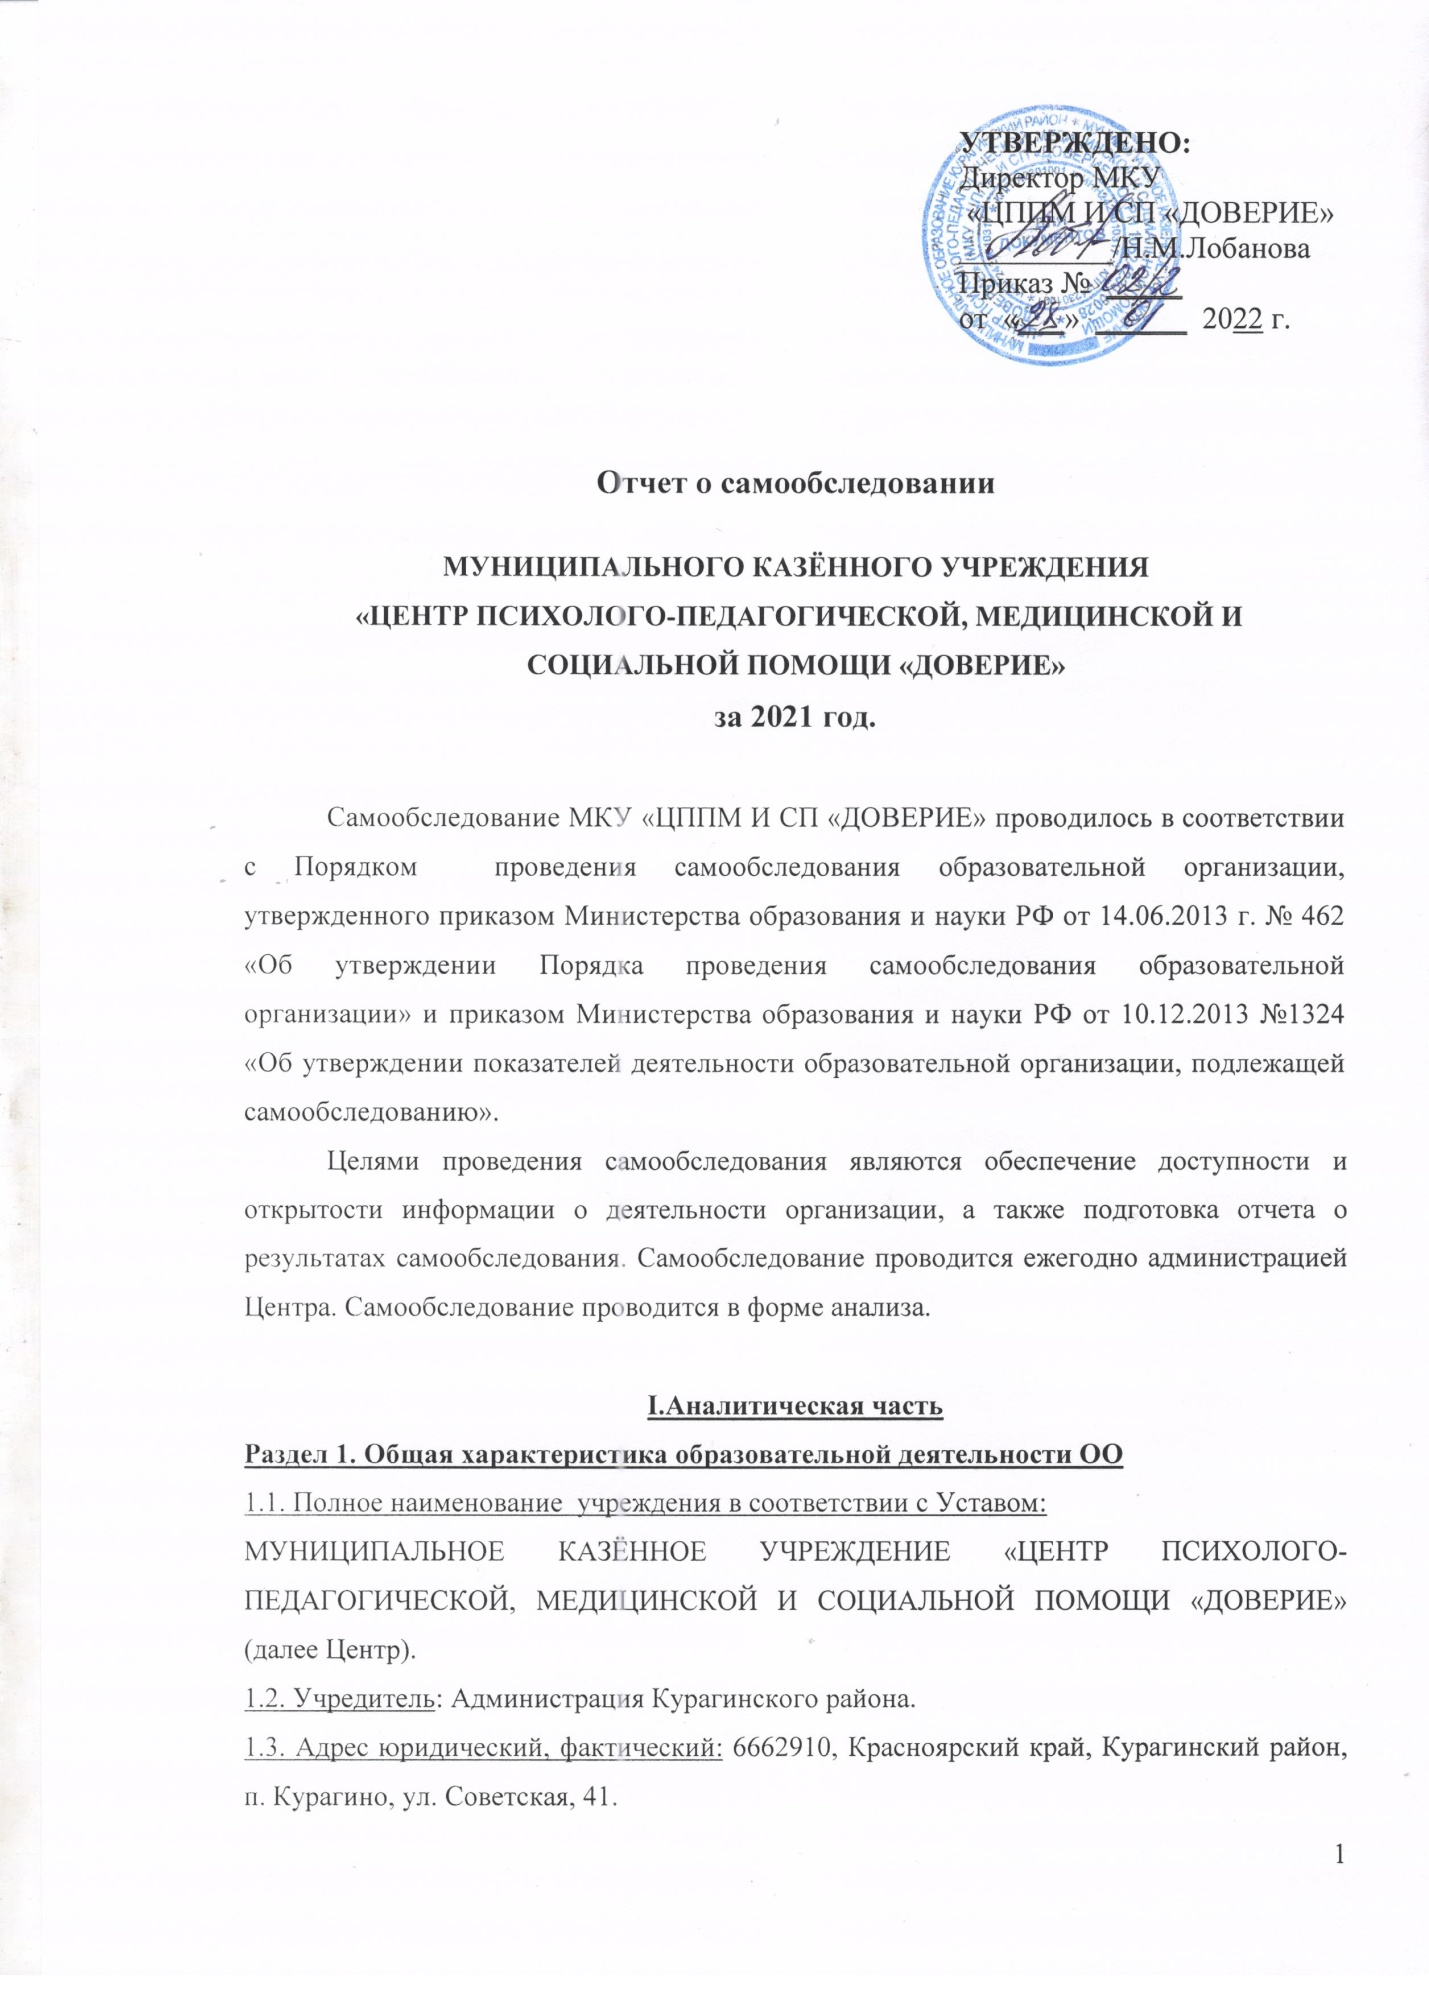 УТВЕРЖДЕНО:
Директор МКУ
«ЦППМ И СП «ДОВЕРИЕ»
/Н.М.Лобанова
Приказ № 02/2
от «28» 2022 г.
Отчет о самообследовании
МУНИЦИПАЛЬНОГО КАЗЁННОГО УЧРЕЖДЕНИЯ
«ЦЕНТР ПСИХОЛОГО-ПЕДАГОГИЧЕСКОЙ, МЕДИЦИНСКОЙ И
СОЦИАЛЬНОЙ ПОМОЩИ «ДОВЕРИЕ»
за 2021 год.
Самообследование МКУ «ЦППМ И СП «ДОВЕРИЕ» проводилось в соответствии
с Порядком проведения самообследования образовательной организации,
утвержденного приказом Министерства образования и науки РФ от 14.06.2013 г. № 462
«Об утверждении Порядка проведения самообследования образовательной
организации» и приказом Министерства образования и науки РФ от 10.12.2013 №1324
«Об утверждении показателей деятельности образовательной организации, подлежащей
самообследованию».
Целями проведения самообследования являются обеспечение доступности и
открытости информации о деятельности организации, а также подготовка отчета о
результатах самообследования. Самообследование проводится ежегодно администрацией
Центра. Самообследование проводится в форме анализа.
I.Аналитическая часть
Раздел 1. Общая характеристика образовательной деятельности ОО
1.1. Полное наименование учреждения в соответствии с Уставом:
МУНИЦИПАЛЬНОЕ КАЗЁННОЕ УЧРЕЖДЕНИЕ «ЦЕНТР ПСИХОЛОГО-
ПЕДАГОГИЧЕСКОЙ, МЕДИЦИНСКОЙ И СОЦИАЛЬНОЙ ПОМОЩИ «ДОВЕРИЕ»
(далее Центр).
1.2. Учредитель: Администрация Курагинского района.
1.3. Адрес юридический, фактический: 6662910, Красноярский край, Курагинский район,
п. Курагино, ул. Советская, 41.
1